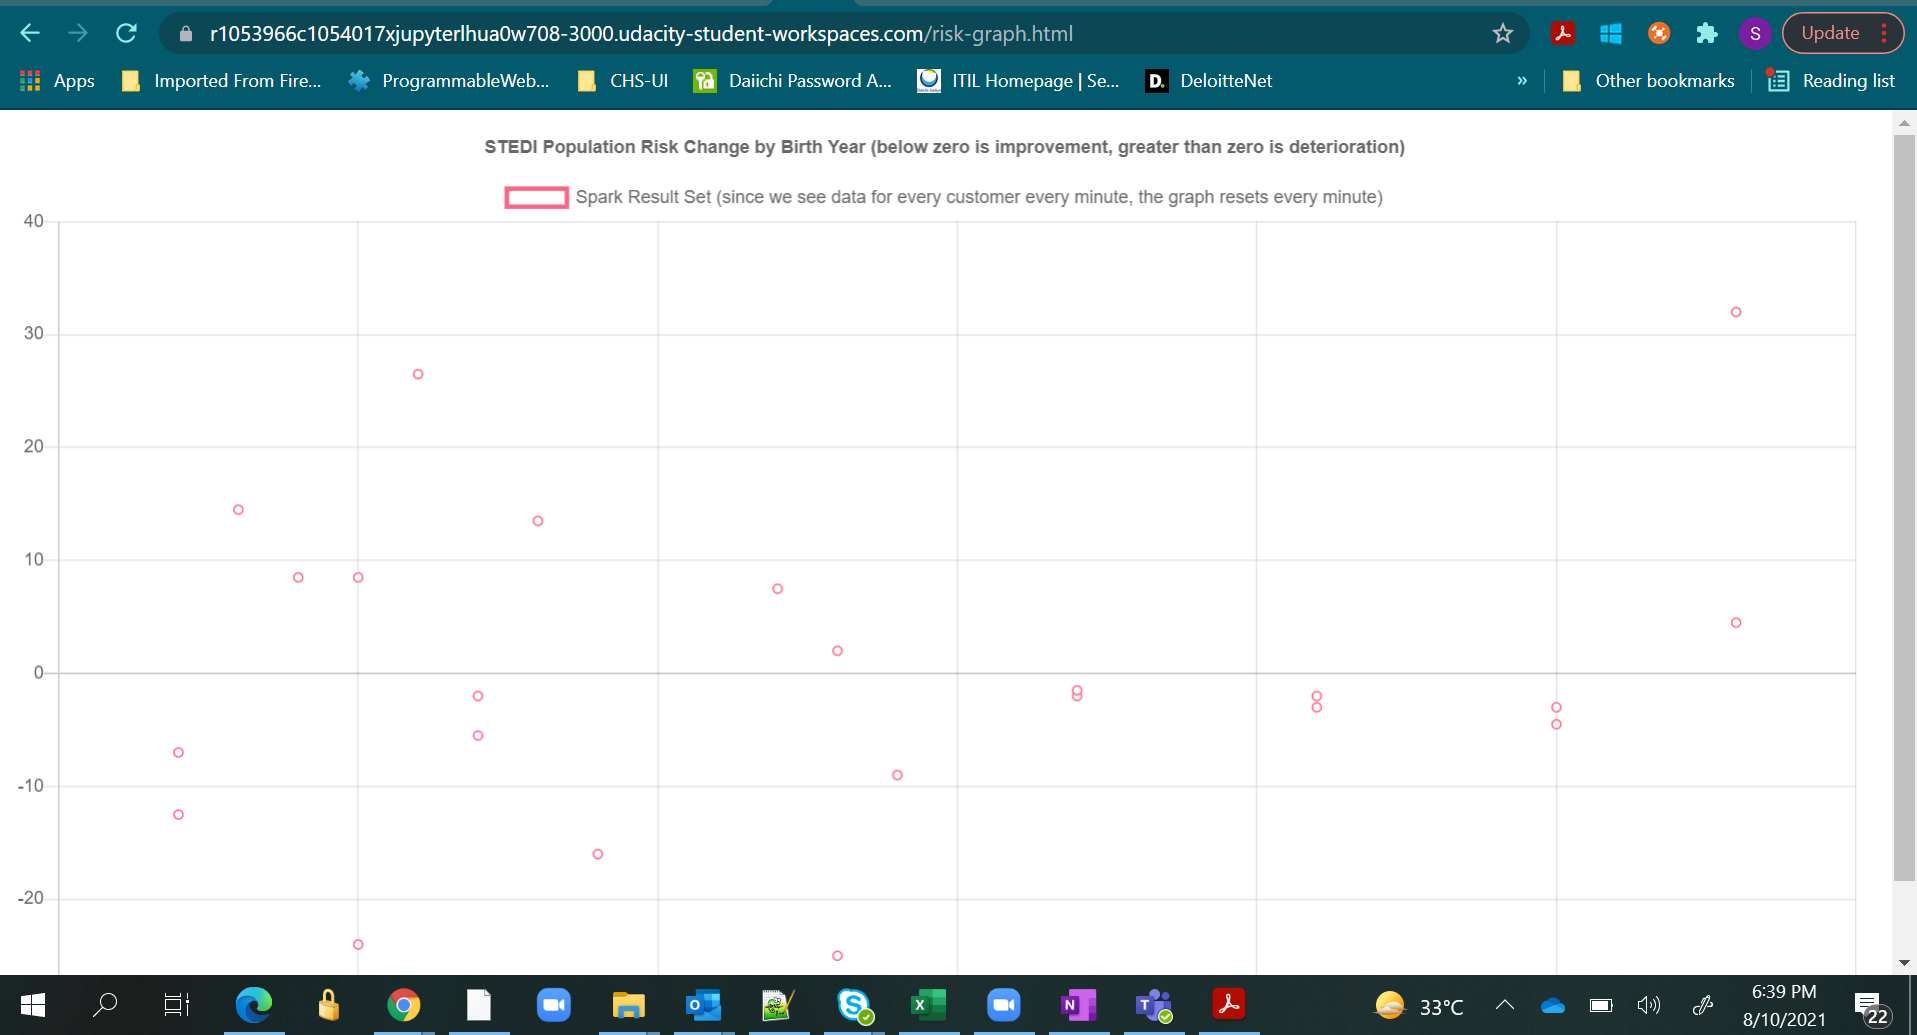 r1053966c1054017xjupyterlhua0w708-3000.udacity-student-workspaces.com/risk-graph.html
S
Update
Apps
Imported From Fire...
ProgrammableWeb...
CHS-UI
Daiichi Password A...
ITIL Homepage | Se...
D.
DeloitteNet
»
Other bookmarks
Reading list
STEDI Population Risk Change by Birth Year (below zero is improvement, greater than zero is deterioration)
Spark Result Set (since we see data for every customer every minute, the graph resets every minute)
40
30
20
10
0
-10
-20
33°C
6:39 PM
8/10/2021
22